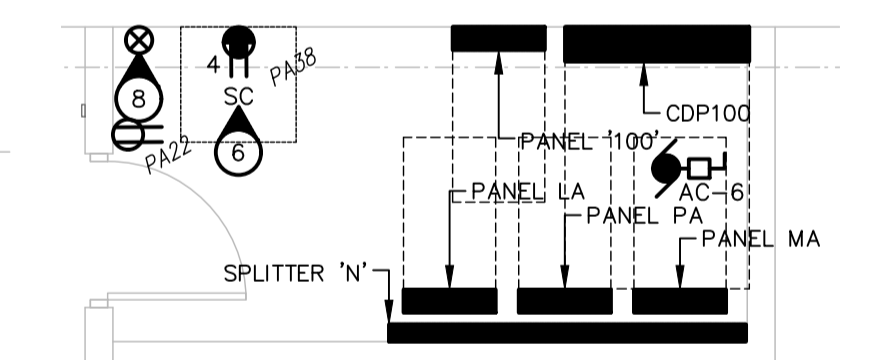 4
PA38
8
SC
CDP100
PA22
6
PANEL '100'
AC-6
PANEL LA
PANEL PA
PANEL MA
SPLITTER 'N'